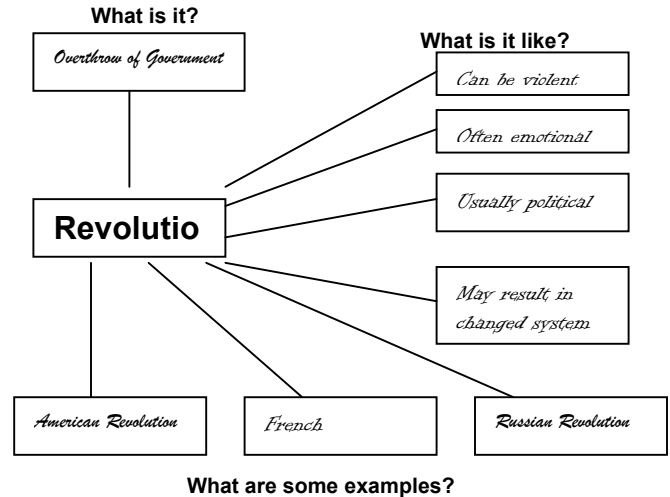 What is it?
Overthrow of Government
What is it like?
Can be violent
Often emotional
Usually political
May result in
changed system
Revolutio
American Revolution
French
Russian Revolution
What are some examples?